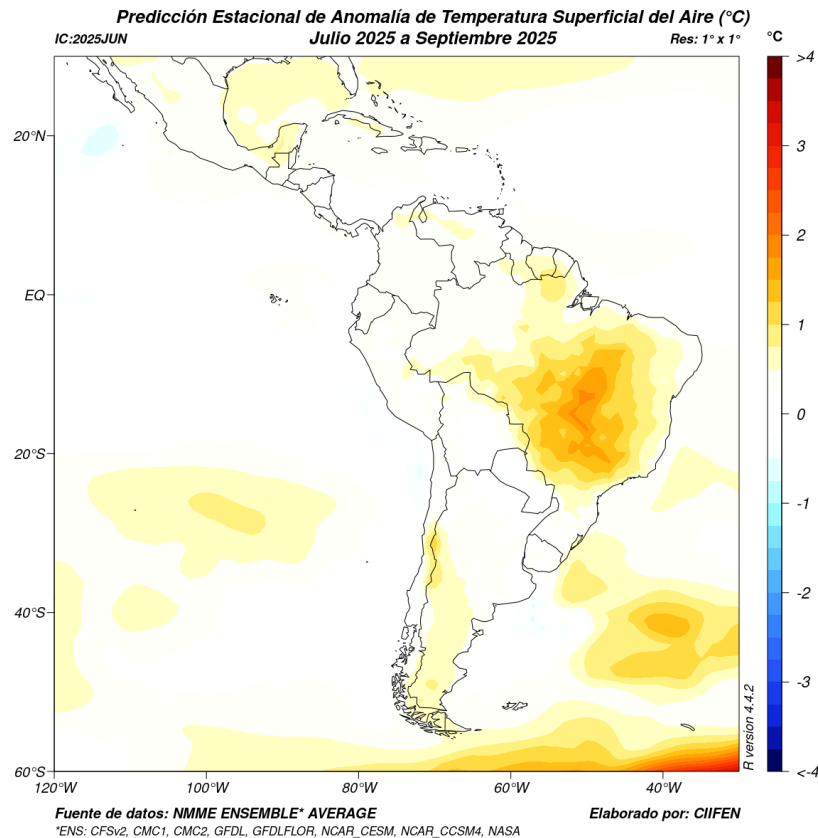 Predicción Estacional de Anomalía de Temperatura Superficial del Aire (°C)
IC:2025JUN
Julio 2025 a Septiembre 2025
Res: 1° x 1°
°C
>4
3
2
1
0
-1
-2
-3
<-4
20°N
EQ
20°S
40°S
60°S
120°W
100°W
80°W
60°W
40°W
R version 4.4.2
Fuente de datos: NMME ENSEMBLE* AVERAGE
Elaborado por: CIIFEN
*ENS: CFSv2, CMC1, CMC2, GFDL, GFDLFLOR, NCAR_CESM, NCAR_CCSM4, NASA